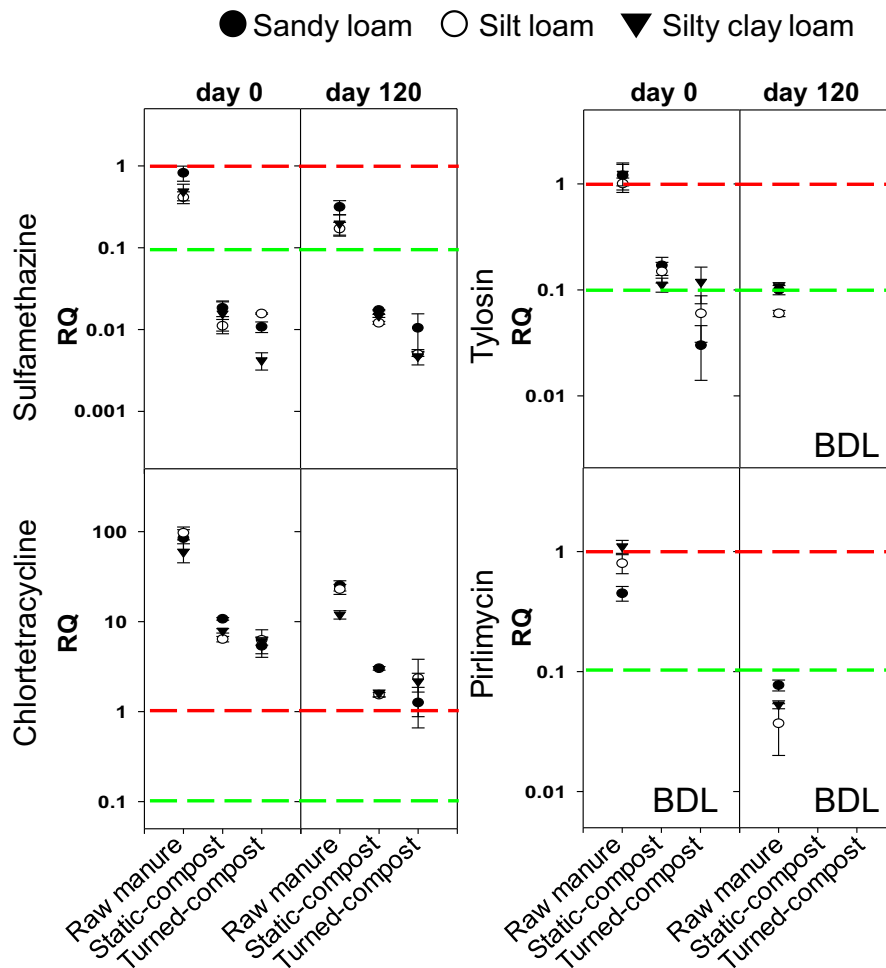 Sandy loam Silt loam Silty clay loam
day 0 day 120
Sulfamethazine
RQ
1
0.1
0.01
0.001
Chlortetracycline
RQ
100
10
1
0.1
Raw manure
Static-compost
Turned-compost
Raw manure
Static-compost
Turned-compost
day 0 day 120
Tylosin
RQ
1
0.1
0.01
BDL
Pirlimycin
RQ
1
0.1
0.01
BDL BDL
Raw manure
Static-compost
Turned-compost
Raw manure
Static-compost
Turned-compost